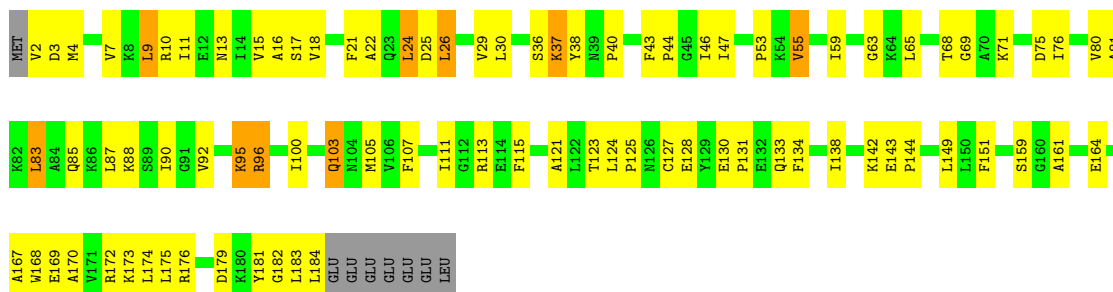 MET V2 D3 M4 V7 K8 L9 R10 I11 E12 N13 I14 V15 A16 S17 V18 F21 A22 Q23 L24 D25 L26 V29 L30 S36 K37 Y38 N39 P40 F43 P44 G45 I46 I47 P53 K54 V55 I59 G63 K64 L65 T68 G69 A70 K71 D75 I76 V80
K82 L83 A84 Q85 K86 L87 K88 S89 I90 G91 V92 K95 R96 I100 Q103 N104 M105 V106 F107 I111 G112 R113 E114 F115 A121 L122 T123 L124 P125 N126 C127 E128 Y129 E130 P131 E132 Q133 F134 I138 K142 E143 P144 L149 L150 F151 S159 G160 A161 E164
A167 W168 E169 A170 V171 R172 K173 L174 L175 R176 D179 K180 Y181 G182 L183 L184 GLU GLU GLU GLU GLU GLU LEU